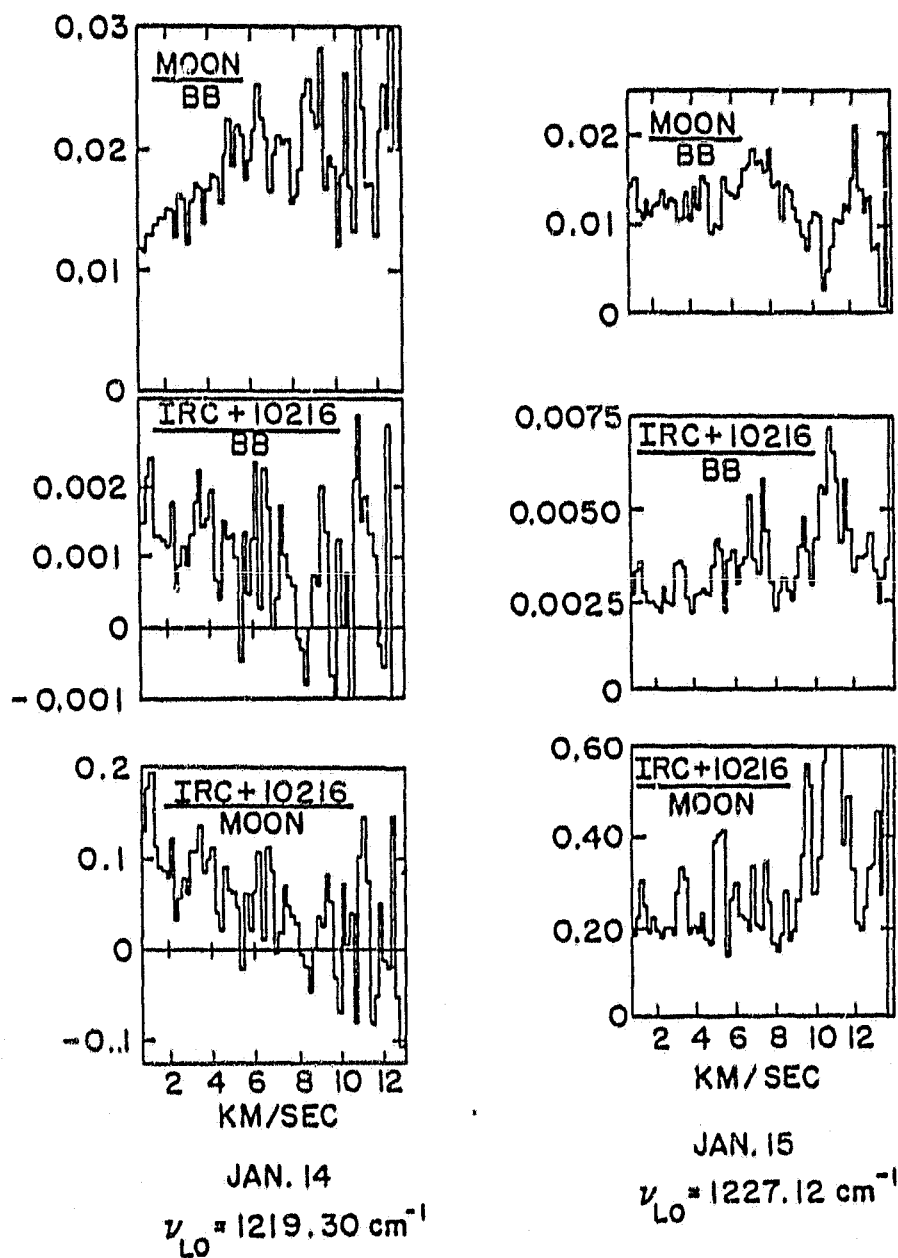 0.03
MOON
BB
0.02
0.01
0
IRC+10216
BB
0.002
0.001
0
-0.001
0.2
IRC+10216
MOON
0.1
0
-0.1
2 4 6 8 10 12
KM/SEC
JAN. 14
νLO = 1219.30 cm⁻¹
MOON
BB
0.02
0.01
0
0.0075
IRC+10216
BB
0.0050
0.0025
0
0.60
IRC+10216
MOON
0.40
0.20
0
2 4 6 8 10 12
KM/SEC
JAN. 15
νLO = 1227.12 cm⁻¹